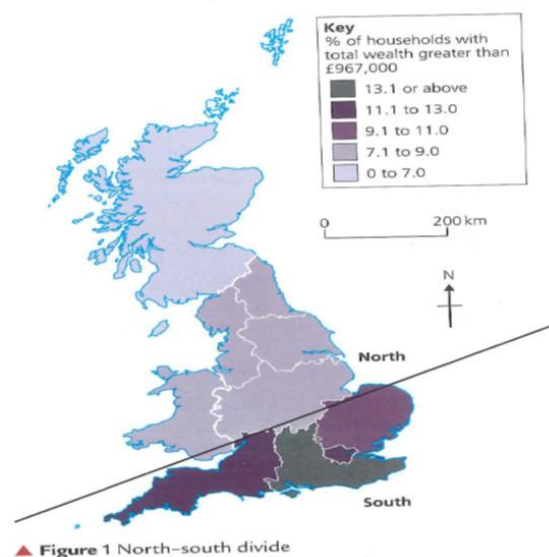 Key
% of households with
total wealth greater than
£967,000
13.1 or above
11.1 to 13.0
9.1 to 11.0
7.1 to 9.0
0 to 7.0
0 200 km
N
North
South
▲ Figure 1 North–south divide